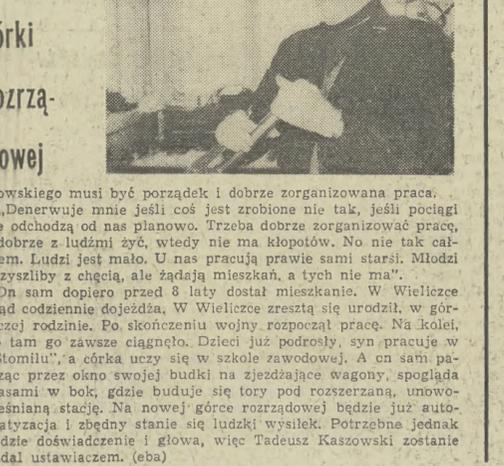 órki
ozrzą-
owej
owskiego musi być porządek i dobrze zorganizowana praca.
„Denerwuje mnie jeśli coś jest zrobione nie tak, jeśli pociągi
e odchodzą od nas planowo. Trzeba dobrze zorganizować pracę,
dobrze z ludźmi żyć, wtedy nie ma kłopotów. No nie tak cał-
em. Ludzi jest mało. U nas pracują prawie sami starsi. Młodzi
zyszliby z chęcią, ale żądają mieszkań, a tych nie ma”.
On sam dopiero przed 8 laty dostał mieszkanie. W Wieliczce
ąd codziennie dojeżdża, W Wieliczce zresztą się urodził, w gór-
czej rodzinie. Po skończeniu wojny rozpoczął pracę. Na kolei,
tam go zawsze ciągnęło. Dzieci już podrosły, syn pracuje w
Stomilu”, a córka uczy się w szkole zawodowej. A on sam pa-
ząc przez okno swojej budki na zjeżdżające wagony, spogląda
asami w bok, gdzie buduje się tory pod rozszerzaną, unowo-
eśnianą stację. Na nowej górce rozrządowej będzie już auto-
atyzacja i zbędny stanie się ludzki wysiłek. Potrzebne jednak
dzie doświadczenie i głowa, więc Tadeusz Kaszowski zostanie
dal ustawiaczem. (eba)